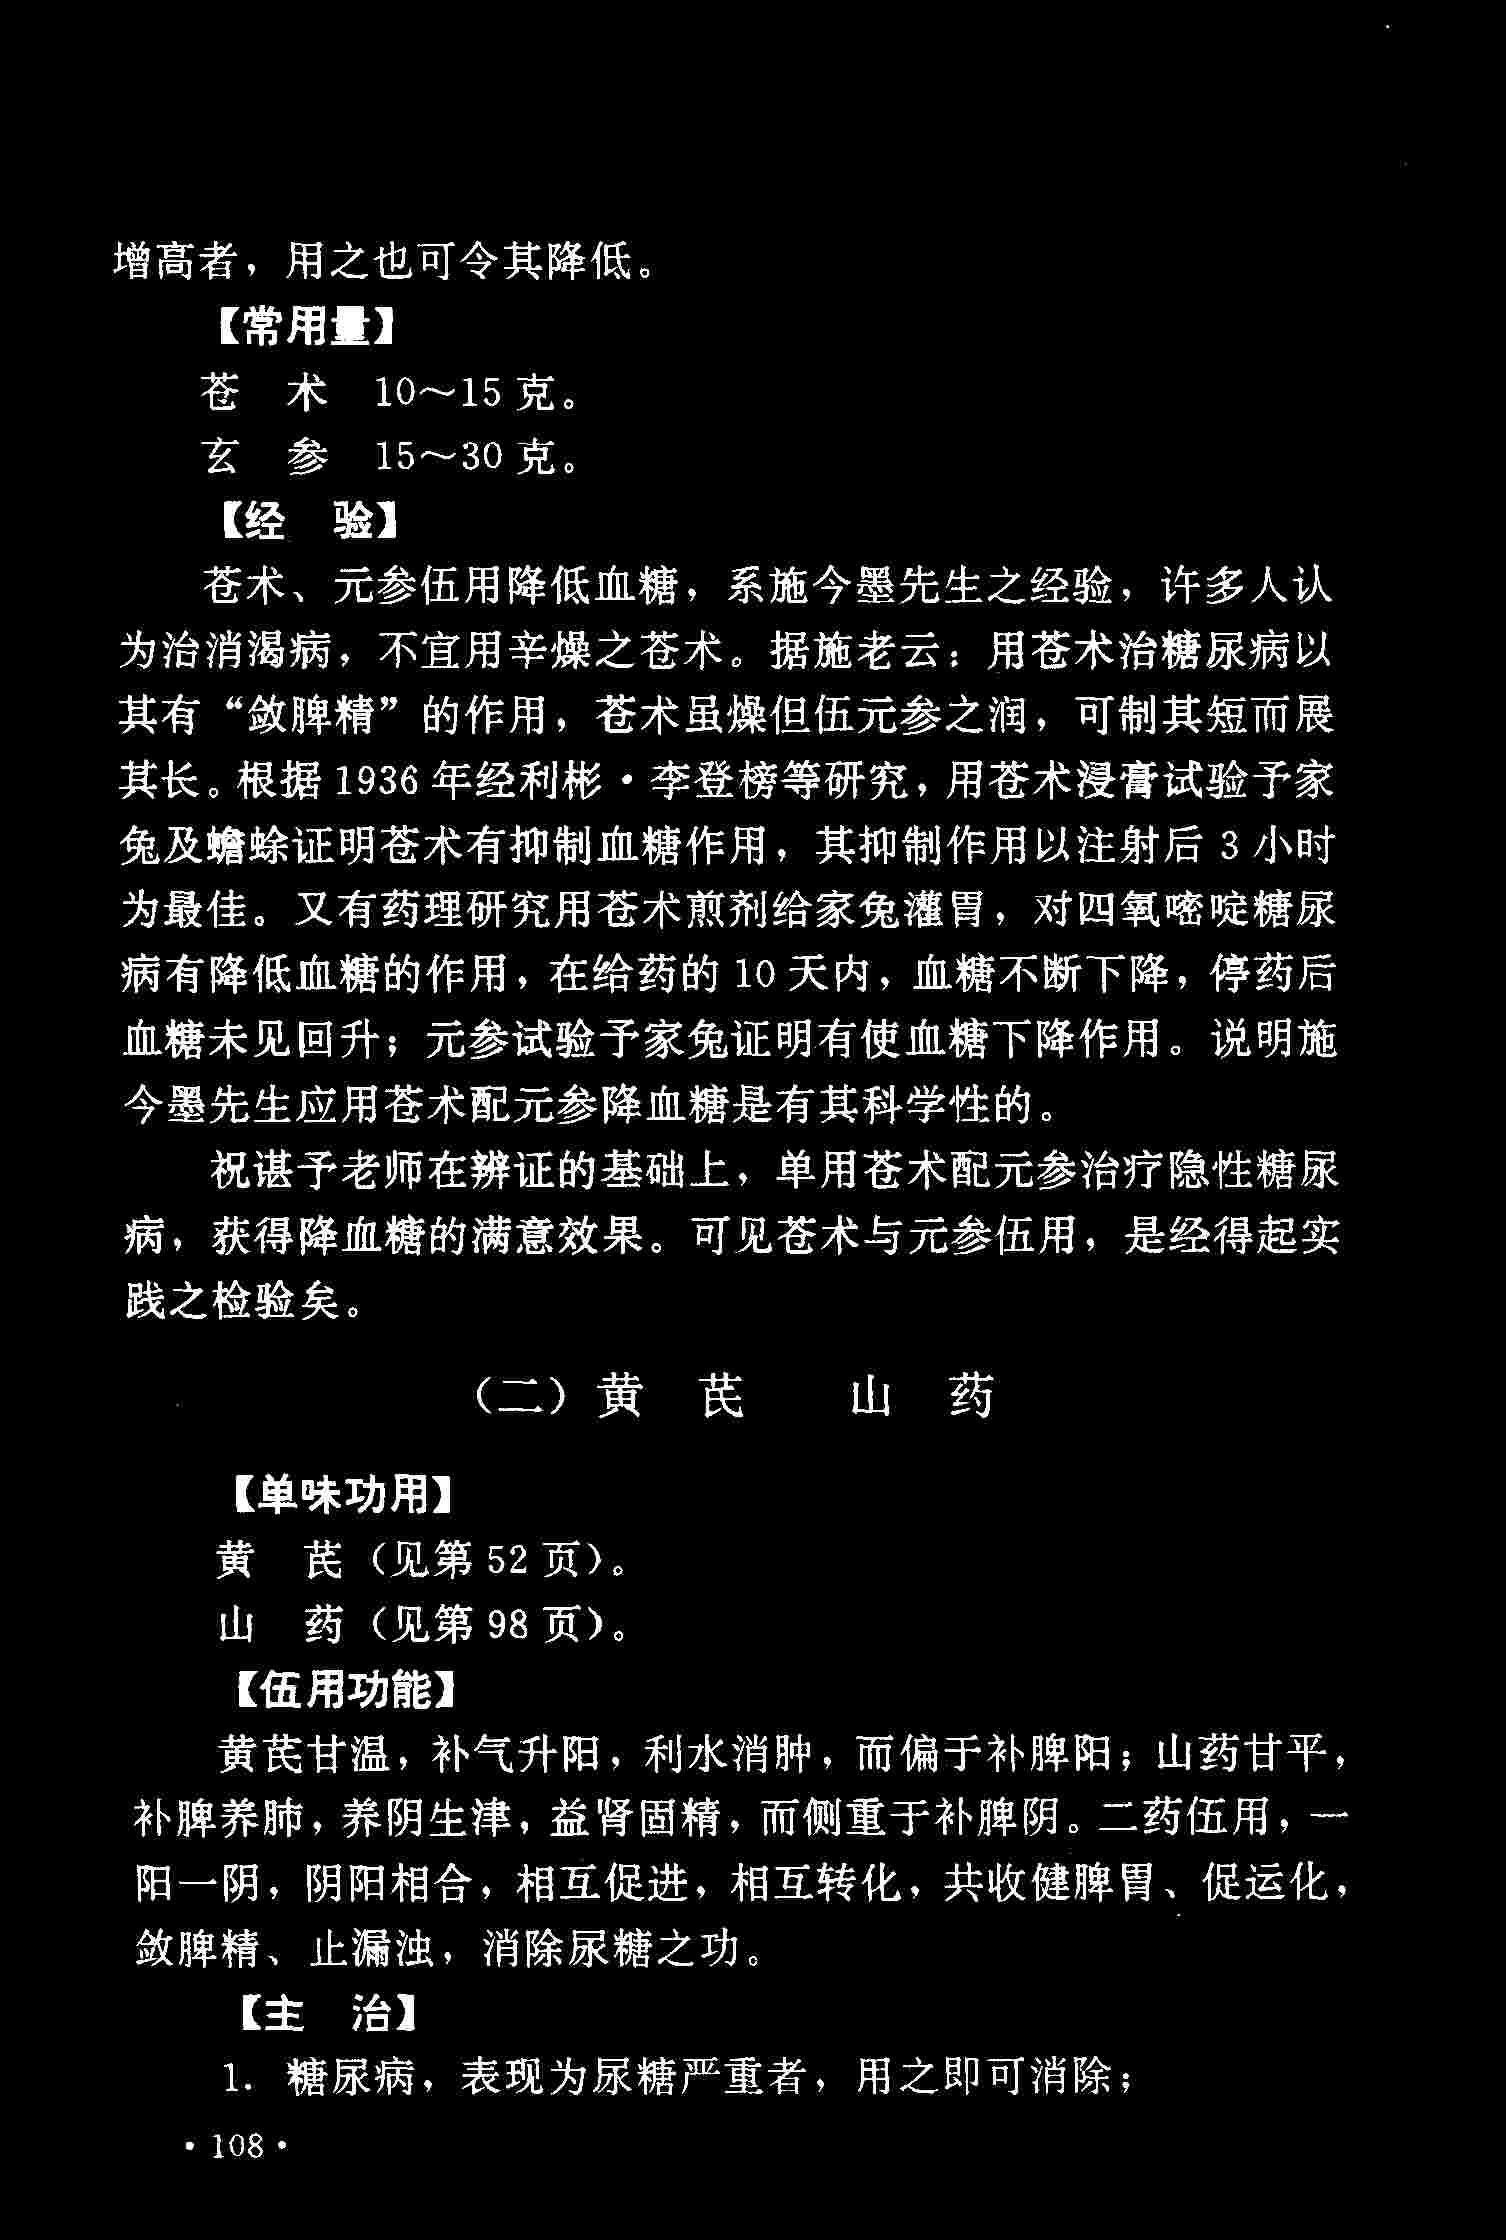 增高者，用之也可令其降低。
【常用量】
苍　术　10～15 克。
玄　参　15～30 克。
【经　验】
苍术、元参伍用降低血糖，系施今墨先生之经验，许多人认
为治消渴病，不宜用辛燥之苍术。据施老云：用苍术治糖尿病以
其有“敛脾精”的作用，苍术虽燥但伍元参之润，可制其短而展
其长。根据 1936 年经利彬·李登榜等研究，用苍术浸膏试验予家
兔及蟾蜍证明苍术有抑制血糖作用，其抑制作用以注射后 3 小时
为最佳。又有药理研究用苍术煎剂给家兔灌胃，对四氧嘧啶糖尿
病有降低血糖的作用，在给药的 10 天内，血糖不断下降，停药后
血糖未见回升；元参试验予家兔证明有使血糖下降作用。说明施
今墨先生应用苍术配元参降血糖是有其科学性的。
祝谌予老师在辨证的基础上，单用苍术配元参治疗隐性糖尿
病，获得降血糖的满意效果。可见苍术与元参伍用，是经得起实
践之检验矣。
（二）黄　芪　　山　药
【单味功用】
黄　芪（见第 52 页）。
山　药（见第 98 页）。
【伍用功能】
黄芪甘温，补气升阳，利水消肿，而偏于补脾阳；山药甘平，
补脾养肺，养阴生津，益肾固精，而侧重于补脾阴。二药伍用，一
阳一阴，阴阳相合，相互促进，相互转化，共收健脾胃、促运化，
敛脾精、止漏浊，消除尿糖之功。
【主　治】
1. 糖尿病，表现为尿糖严重者，用之即可消除；
·108·